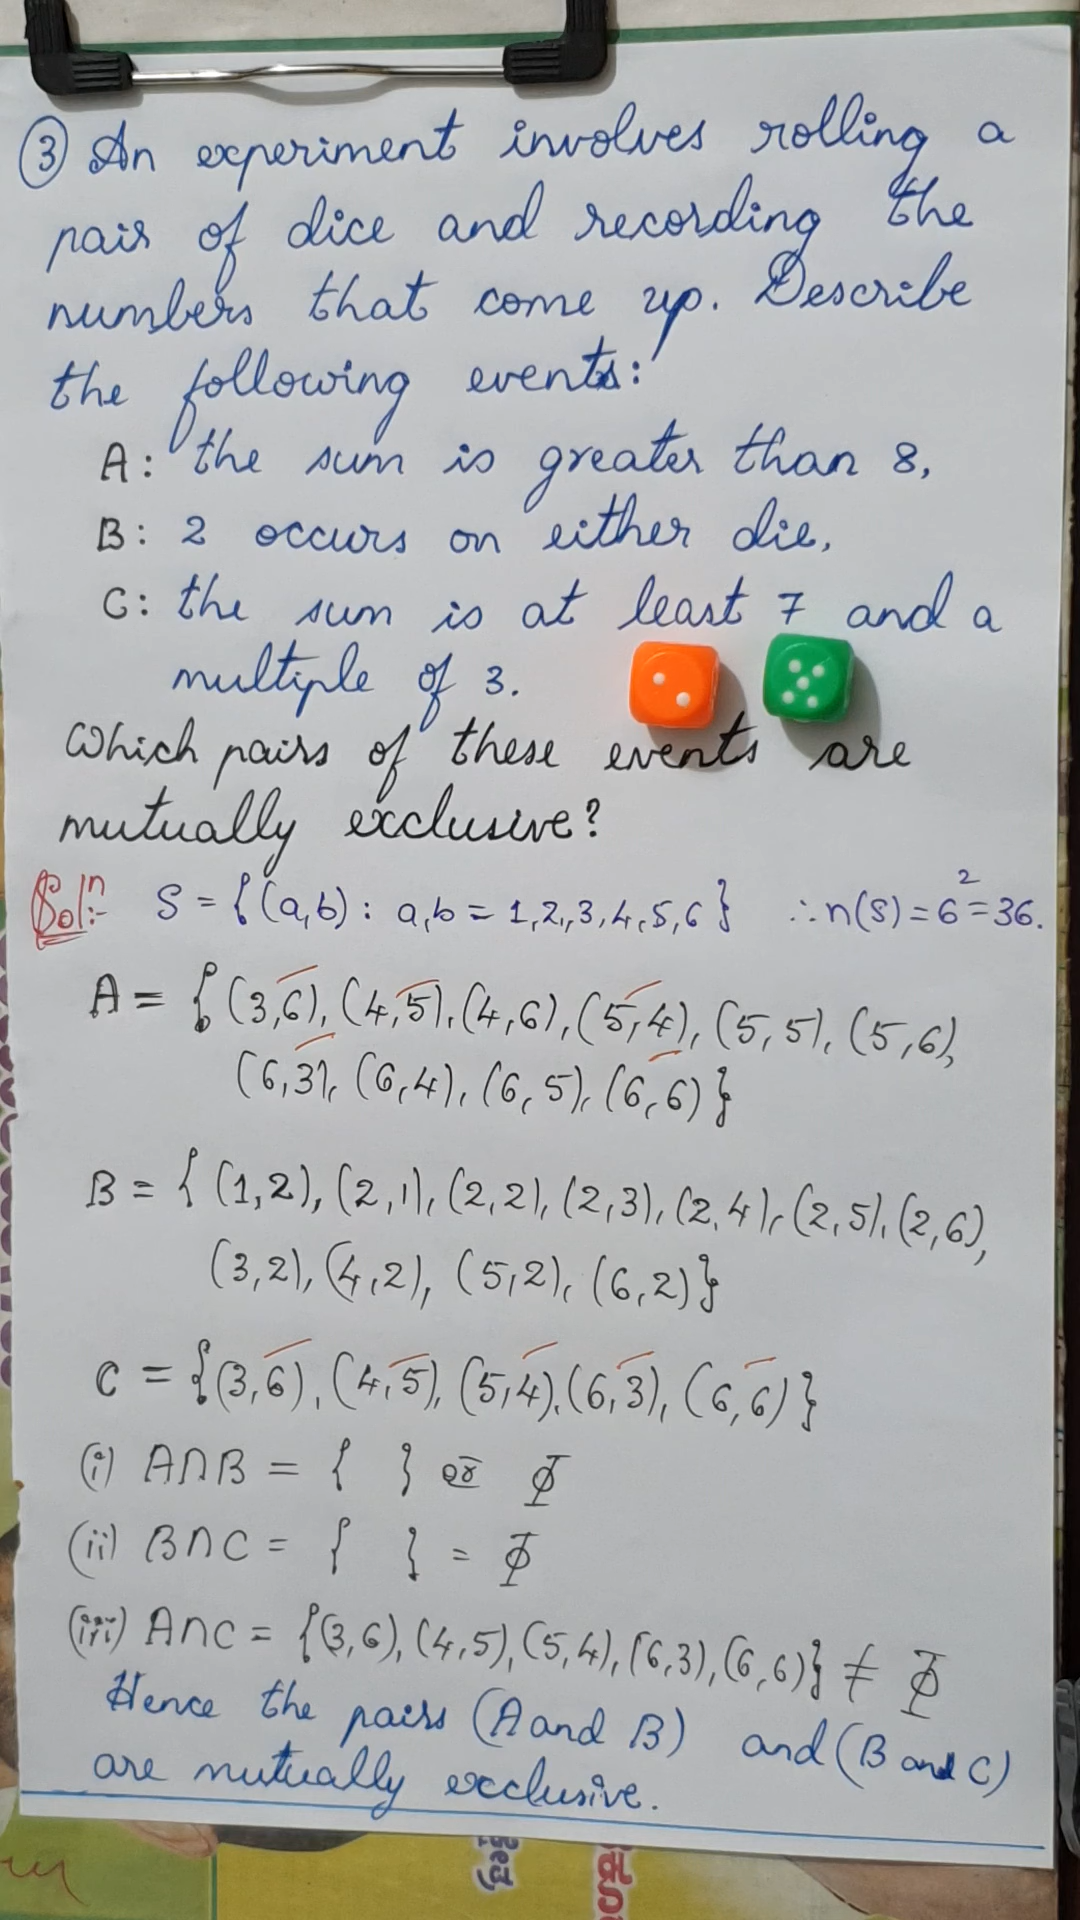 ③ An experiment involves rolling a
pair of dice and recording the
numbers that come up. Describe
the following events:
A: the sum is greater than 8,
B: 2 occurs on either die,
C: the sum is at least 7 and a
multiple of 3.
Which pairs of these events are
mutually exclusive?
Solⁿ:- S = {(a,b) : a,b = 1,2,3,4,5,6} ∴n(S) = 6² = 36.
A = {(3,6), (4,5), (4,6), (5,4), (5,5), (5,6),
(6,3), (6,4), (6,5), (6,6)}
B = {(1,2), (2,1), (2,2), (2,3), (2,4), (2,5), (2,6),
(3,2), (4,2), (5,2), (6,2)}
C = {(3,6), (4,5), (5,4), (6,3), (6,6)}
(i) A∩B = { } or Φ
(ii) B∩C = { } = Φ
(iii) A∩C = {(3,6), (4,5), (5,4), (6,3), (6,6)} ≠ Φ
Hence the pairs (A and B) and (B and C)
are mutually exclusive.